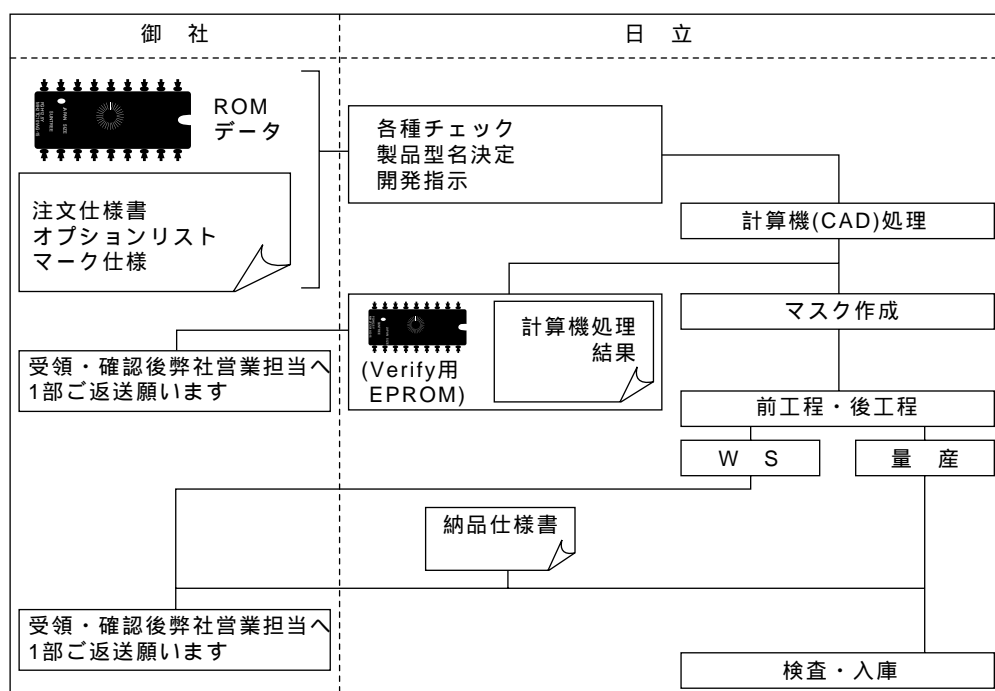 御 社
日 立
ROM
データ
注文仕様書
オプションリスト
マーク仕様
各種チェック
製品型名決定
開発指示
計算機(CAD)処理
(Verify用
EPROM)
計算機処理
結果
マスク作成
受領・確認後弊社営業担当へ
1部ご返送願います
前工程・後工程
W S
量 産
納品仕様書
受領・確認後弊社営業担当へ
1部ご返送願います
検査・入庫